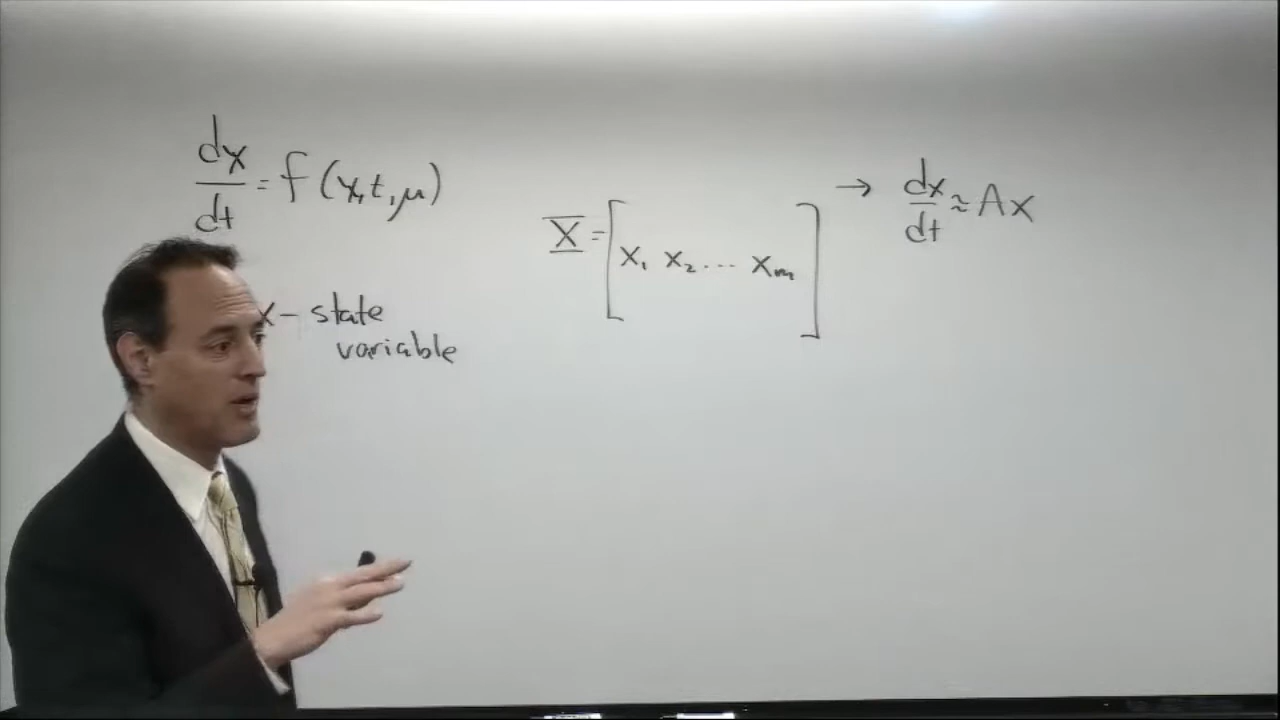 dx/dt = f(x,t,μ)
x – state
variable
X = [x₁ x₂ ... xₘ]
→ dx/dt ≈ Ax